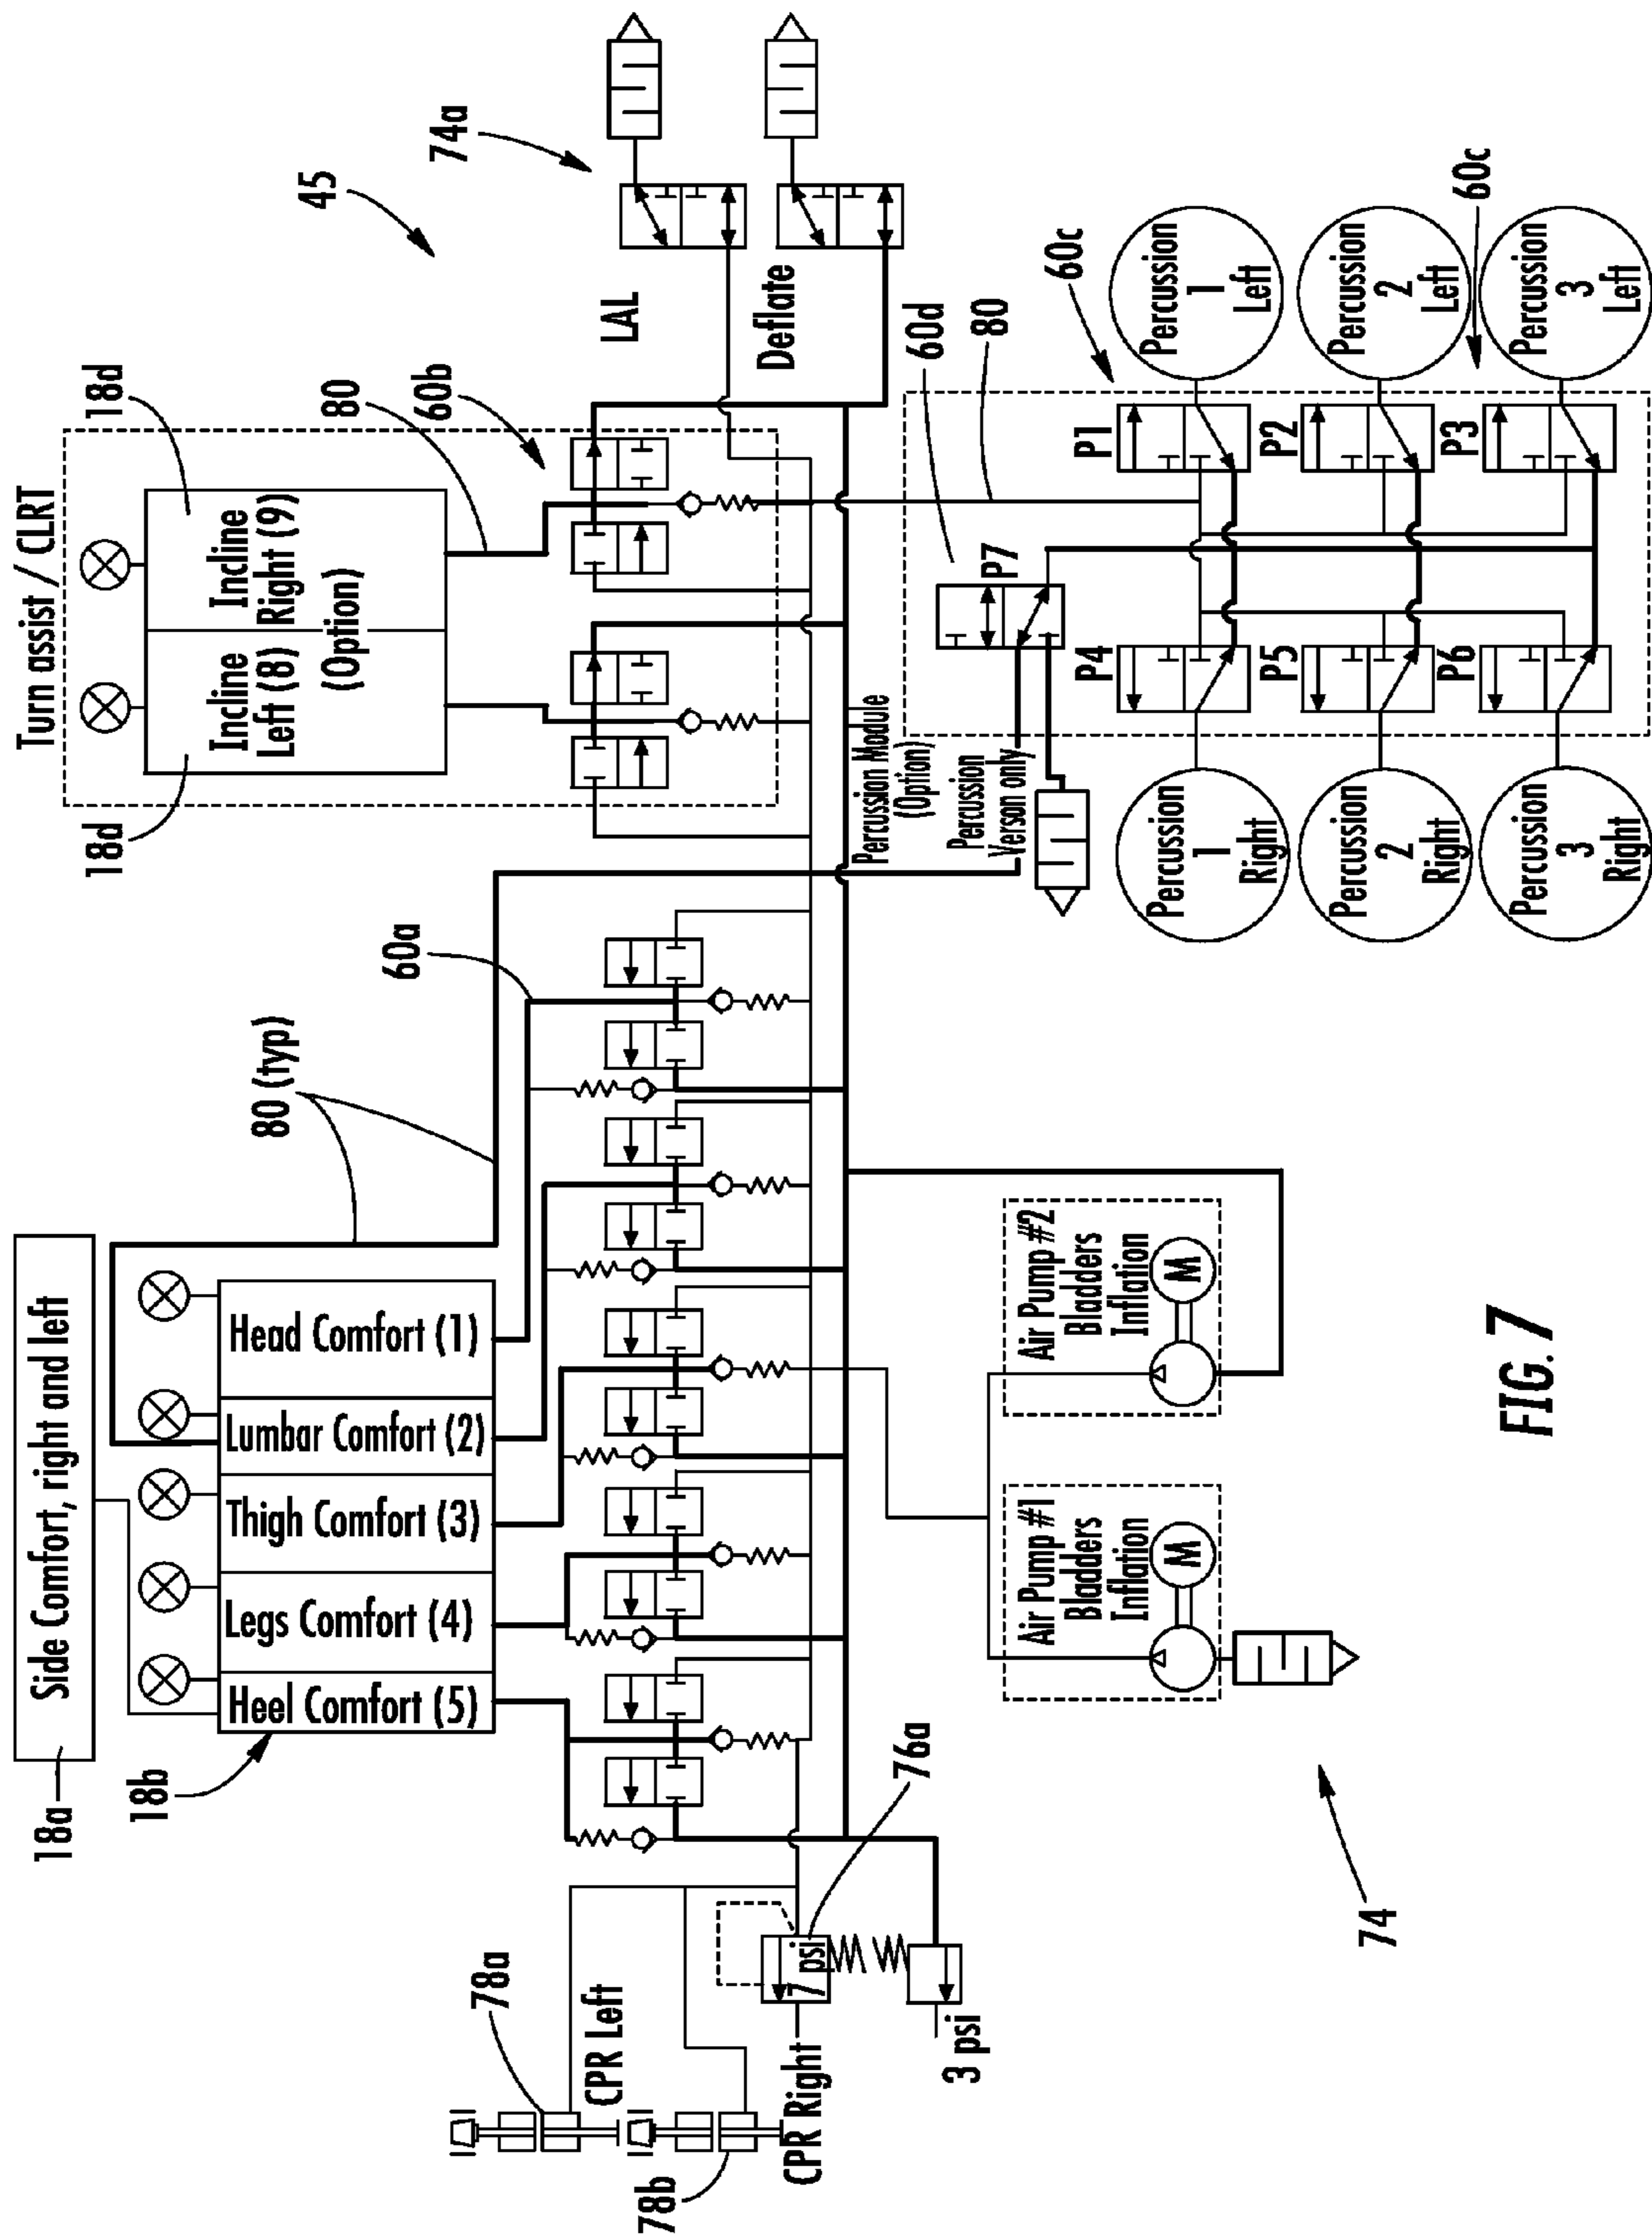 Turn assist / CLRT
18d
18d
Incline
Left (8)
Incline
Right (9)
(Option)
80
60b
45
74a
LAL
Deflate
Side Comfort, right and left
18a
80 (typ)
60a
Head Comfort (1)
Lumbar Comfort (2)
Thigh Comfort (3)
Legs Comfort (4)
Heel Comfort (5)
18b
78a
CPR Left
78b
CPR Right
7 psi
76a
3 psi
Percussion Module
(Option)
Percussion
Verson only
60d
80
60c
60c
P7
P1
P2
P3
P4
P5
P6
Percussion
1
Left
Percussion
2
Left
Percussion
3
Left
Percussion
1
Right
Percussion
2
Right
Percussion
3
Right
Air Pump #1
Bladders
Inflation
M
Air Pump #2
Bladders
Inflation
M
74
FIG. 7